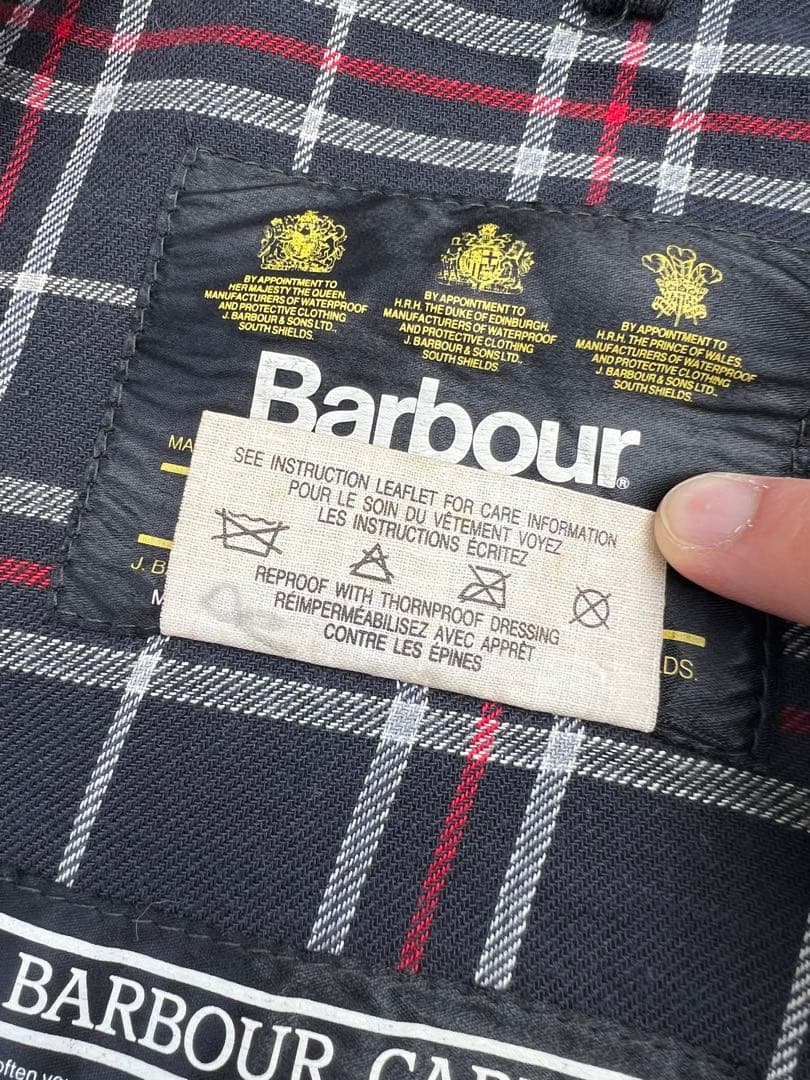 BY APPOINTMENT TO
HER MAJESTY THE QUEEN.
MANUFACTURERS OF WATERPROOF
AND PROTECTIVE CLOTHING
J. BARBOUR & SONS LTD.,
SOUTH SHIELDS.
BY APPOINTMENT TO
H.R.H. THE DUKE OF EDINBURGH.
MANUFACTURERS OF WATERPROOF
AND PROTECTIVE CLOTHING
J. BARBOUR & SONS LTD.,
SOUTH SHIELDS.
BY APPOINTMENT TO
H.R.H. THE PRINCE OF WALES
MANUFACTURERS OF WATERPROOF
AND PROTECTIVE CLOTHING
J. BARBOUR & SONS LTD.,
SOUTH SHIELDS.
Barbour®
MA
SEE INSTRUCTION LEAFLET FOR CARE INFORMATION
POUR LE SOIN DU VÊTEMENT VOYEZ
LES INSTRUCTIONS ÉCRITEZ
REPROOF WITH THORNPROOF DRESSING
RÉIMPERMÉABILISEZ AVEC APPRÊT
CONTRE LES ÉPINES
J. B
M
DS.
BARBOUR CAR
often